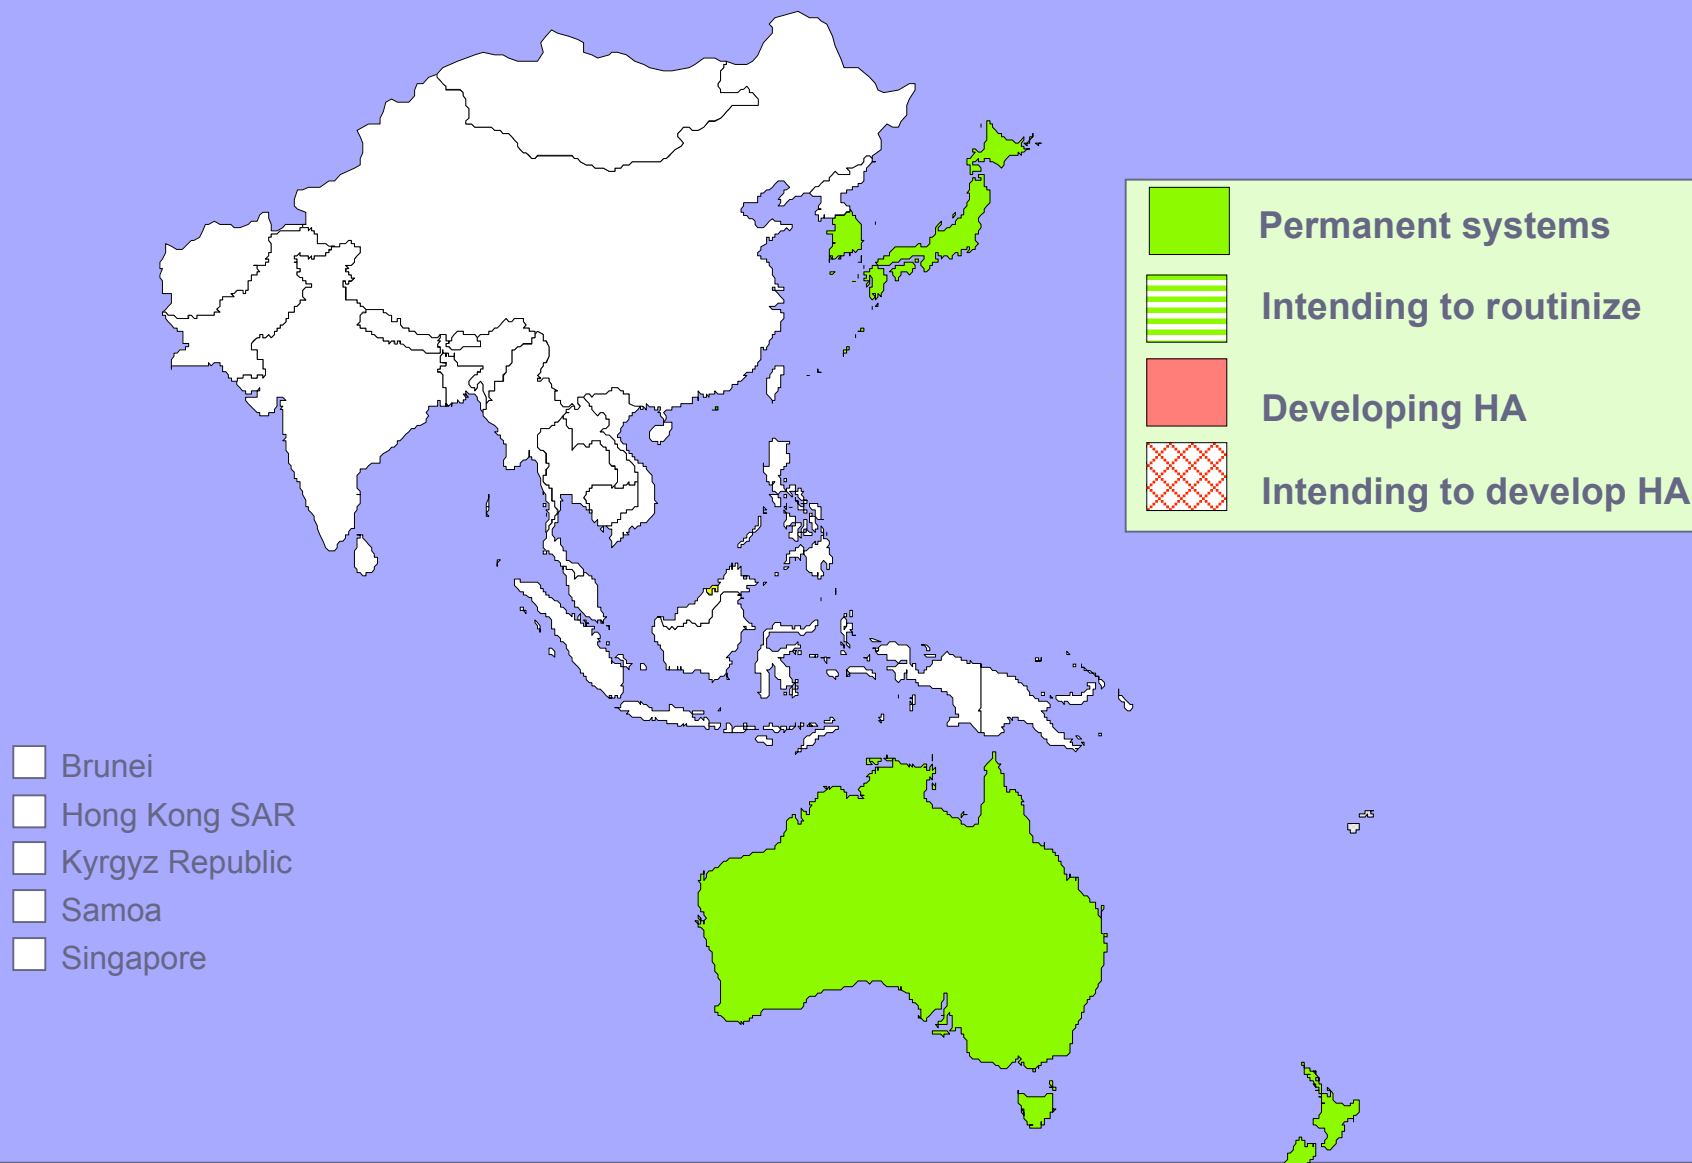 Permanent systems
Intending to routinize
Developing HA
Intending to develop HA
Brunei
Hong Kong SAR
Kyrgyz Republic
Samoa
Singapore